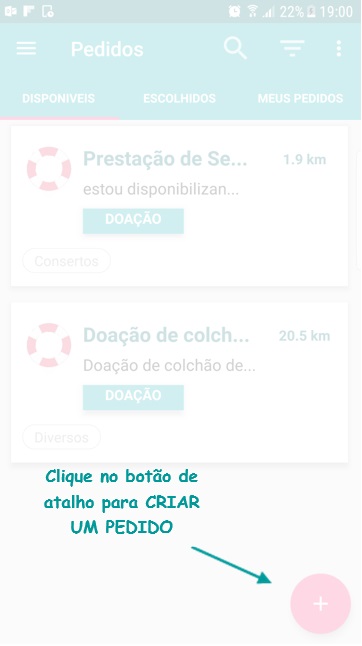 22% 19:00
Pedidos
DISPONIVEIS ESCOLHIDOS MEUS PEDIDOS
Prestação de Se... 1.9 km
estou disponibilizan...
DOAÇÃO
Consertos
Doação de colch... 20.5 km
Doação de colchão de...
DOAÇÃO
Diversos
Clique no botão de
atalho para CRIAR
UM PEDIDO
+